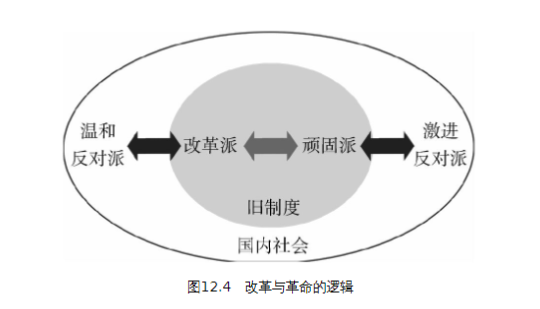 温和
反对派
改革派
顽固派
激进
反对派
旧制度
国内社会
图12.4 改革与革命的逻辑